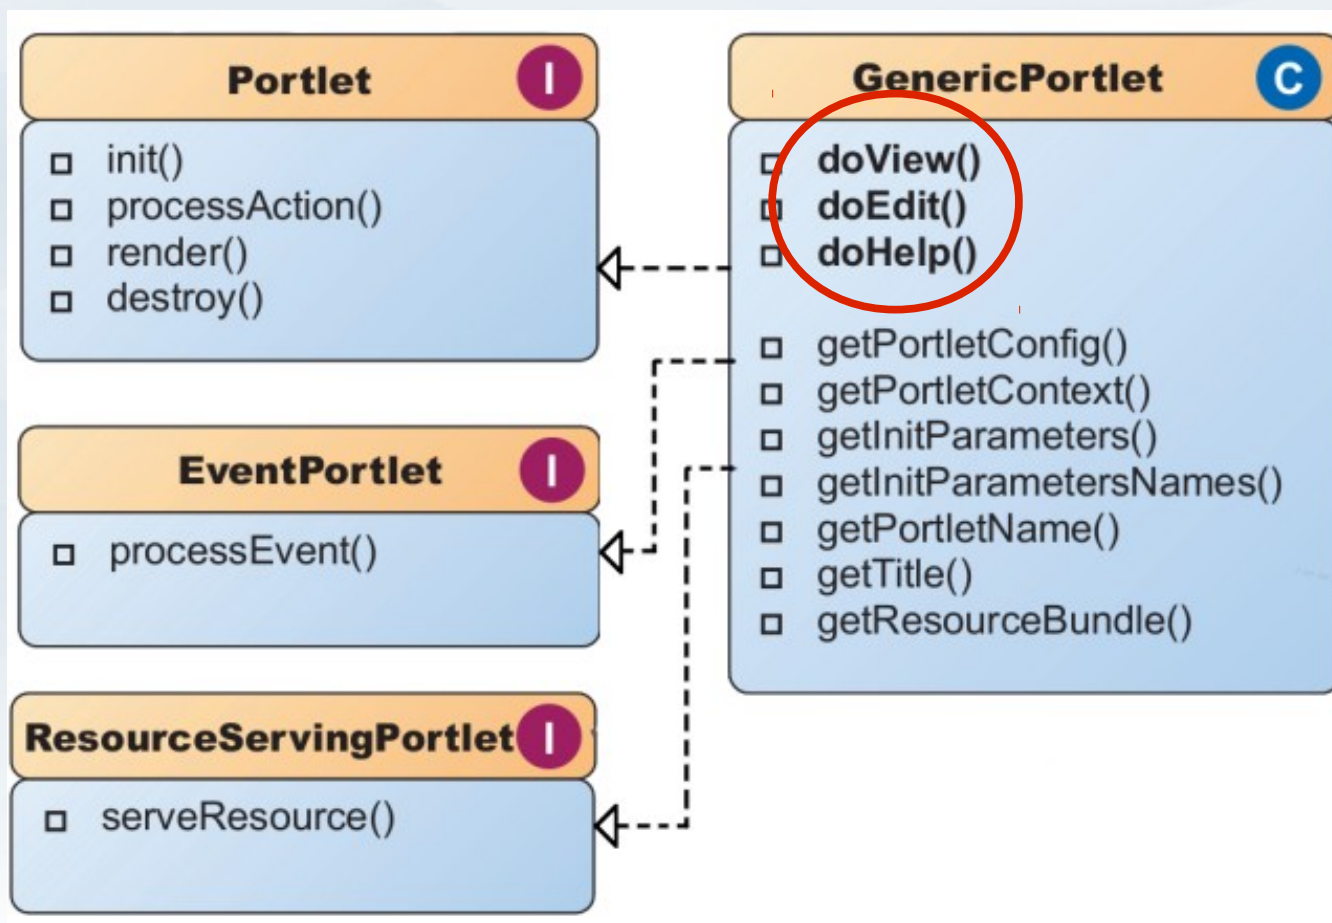 Portlet I
init()
processAction()
render()
destroy()
EventPortlet I
processEvent()
ResourceServingPortlet I
serveResource()
GenericPortlet C
doView()
doEdit()
doHelp()
getPortletConfig()
getPortletContext()
getInitParameters()
getInitParametersNames()
getPortletName()
getTitle()
getResourceBundle()